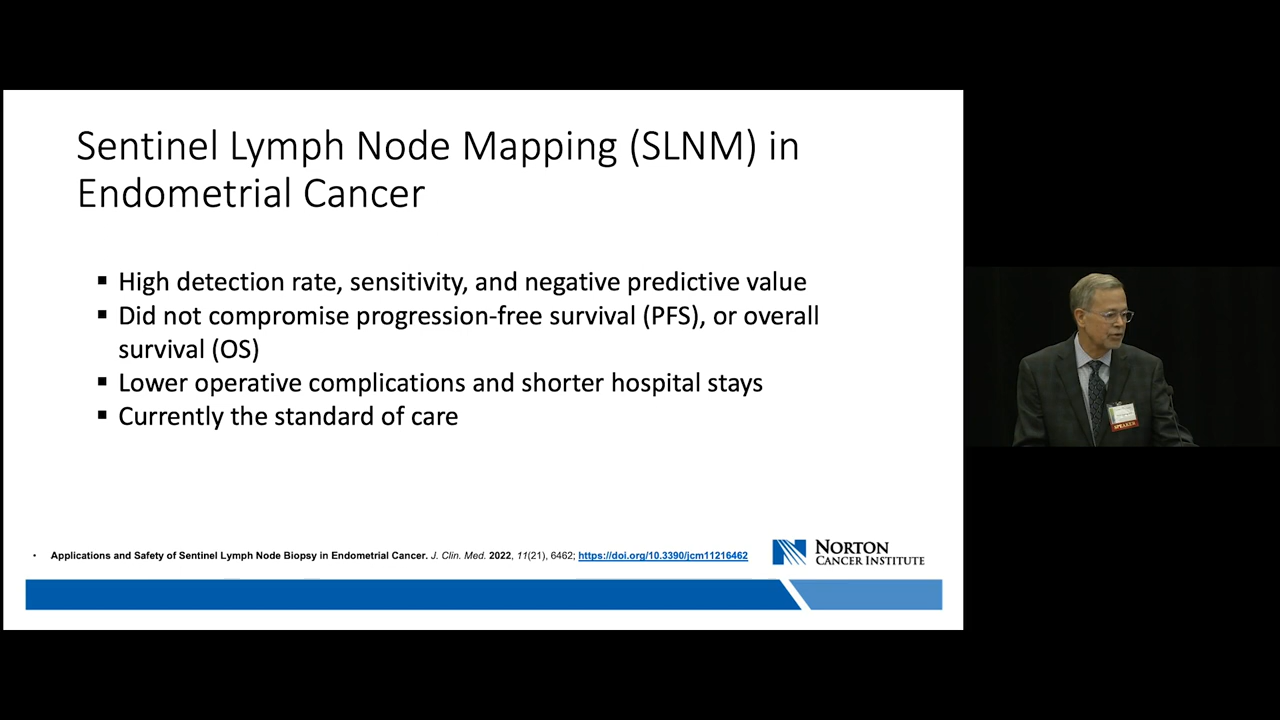 Sentinel Lymph Node Mapping (SLNM) in
Endometrial Cancer
▪ High detection rate, sensitivity, and negative predictive value
▪ Did not compromise progression-free survival (PFS), or overall
survival (OS)
▪ Lower operative complications and shorter hospital stays
▪ Currently the standard of care
• Applications and Safety of Sentinel Lymph Node Biopsy in Endometrial Cancer. J. Clin. Med. 2022, 11(21), 6462; https://doi.org/10.3390/jcm11216462
NORTON
CANCER INSTITUTE
SPEAKER